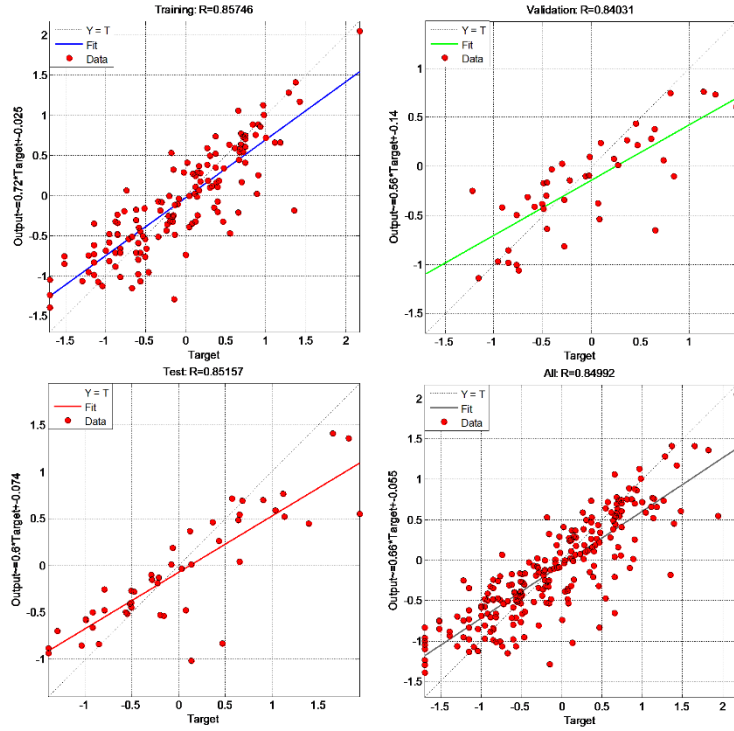 Training: R=0.85746
Y = T
Fit
Data
Output~=0.72*Target+-0.025
2
1.5
1
0.5
0
-0.5
-1
-1.5
-1.5 -1 -0.5 0 0.5 1 1.5 2
Target
Validation: R=0.84031
Y = T
Fit
Data
Output~=0.56*Target+-0.14
1
0.5
0
-0.5
-1
-1.5
-1.5 -1 -0.5 0 0.5 1
Target
Test: R=0.85157
Y = T
Fit
Data
Output~=0.6*Target+-0.074
1.5
1
0.5
0
-0.5
-1
-1 -0.5 0 0.5 1 1.5
Target
All: R=0.84992
Y = T
Fit
Data
Output~=0.66*Target+-0.055
2
1.5
1
0.5
0
-0.5
-1
-1.5
-1.5 -1 -0.5 0 0.5 1 1.5 2
Target